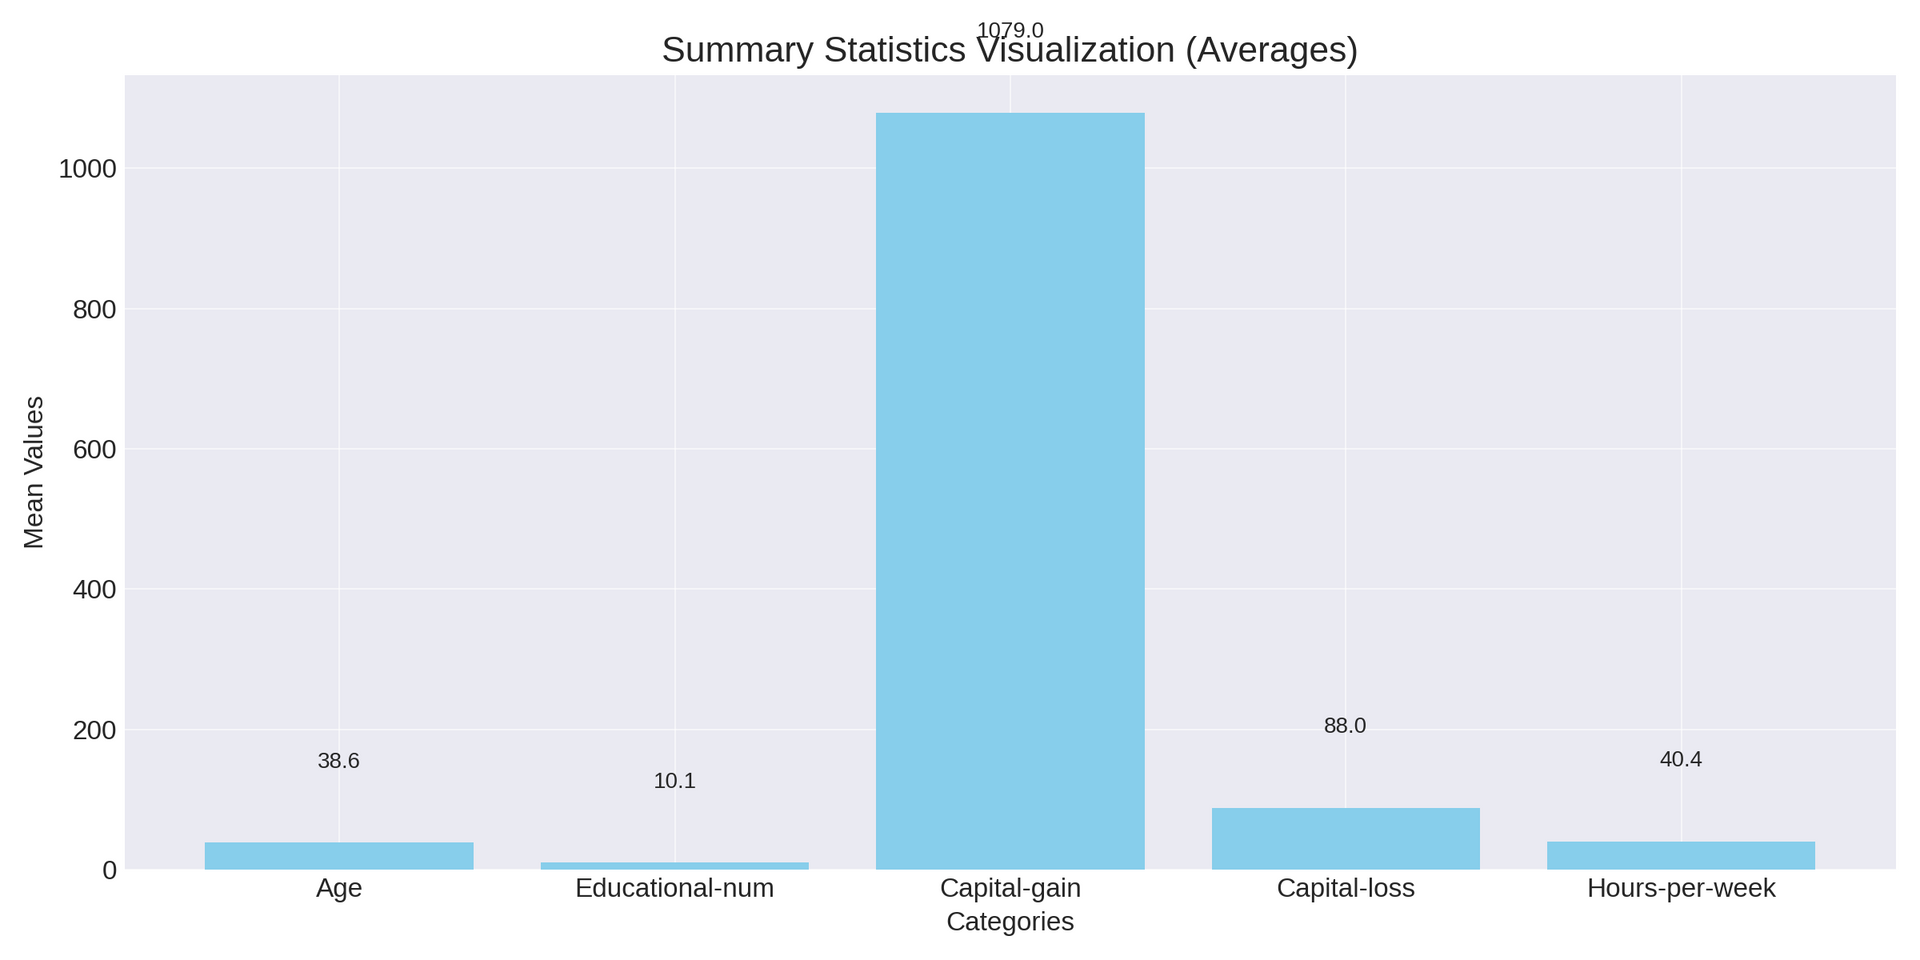 1079.0
Summary Statistics Visualization (Averages)
1000
800
600
400
200
0
Mean Values
38.6
10.1
88.0
40.4
Age
Educational-num
Capital-gain
Capital-loss
Hours-per-week
Categories